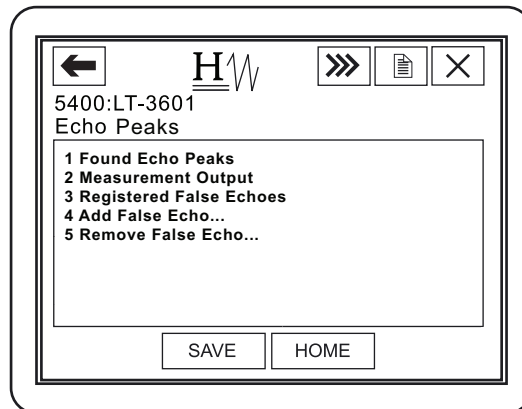 H
5400:LT-3601
Echo Peaks
1 Found Echo Peaks
2 Measurement Output
3 Registered False Echoes
4 Add False Echo...
5 Remove False Echo...
SAVE HOME